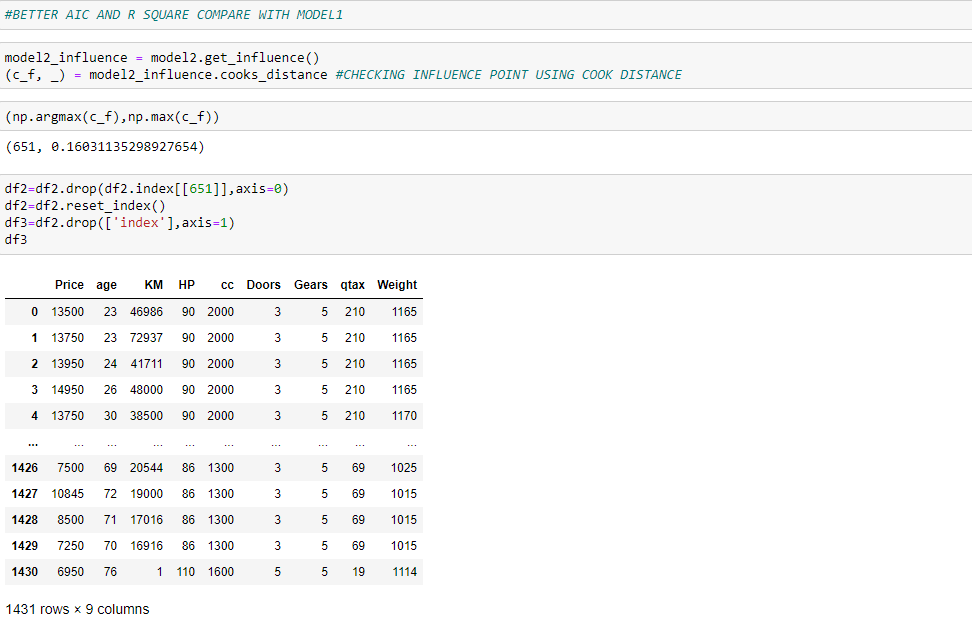 #BETTER AIC AND R SQUARE COMPARE WITH MODEL1
model2_influence = model2.get_influence()
(c_f, _) = model2_influence.cooks_distance #CHECKING INFLUENCE POINT USING COOK DISTANCE
(np.argmax(c_f),np.max(c_f))
(651, 0.16031135298927654)
df2=df2.drop(df2.index[[651]],axis=0)
df2=df2.reset_index()
df3=df2.drop(['index'],axis=1)
df3
Price age KM HP cc Doors Gears qtax Weight
0 13500 23 46986 90 2000 3 5 210 1165
1 13750 23 72937 90 2000 3 5 210 1165
2 13950 24 41711 90 2000 3 5 210 1165
3 14950 26 48000 90 2000 3 5 210 1165
4 13750 30 38500 90 2000 3 5 210 1170
... ... ... ... ... ... ... ... ... ...
1426 7500 69 20544 86 1300 3 5 69 1025
1427 10845 72 19000 86 1300 3 5 69 1015
1428 8500 71 17016 86 1300 3 5 69 1015
1429 7250 70 16916 86 1300 3 5 69 1015
1430 6950 76 1 110 1600 5 5 19 1114
1431 rows × 9 columns